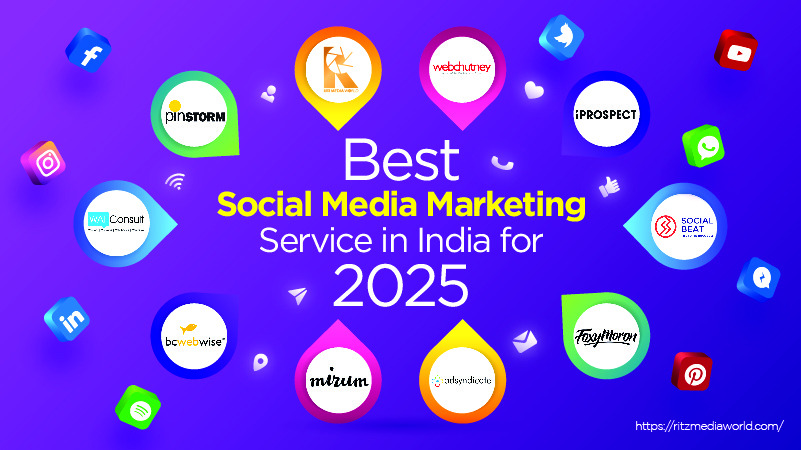 webchutney
pinSTORM
iPROSPECT
Best
Social Media Marketing
Service in India for
2025
WATConsult
SOCIAL
BEAT
bcwebwise
FoxyMoron
mirum
adsyndicate
https://ritzmediaworld.com/